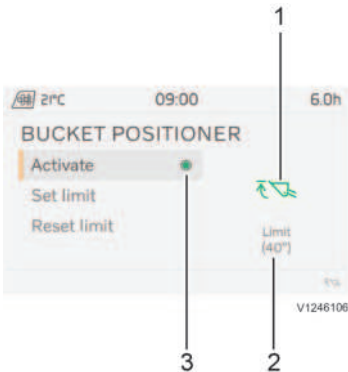 1
21°C 09:00 6.0h
BUCKET POSITIONER
Activate
Set limit
Reset limit
Limit
(40°)
V1246106
3 2